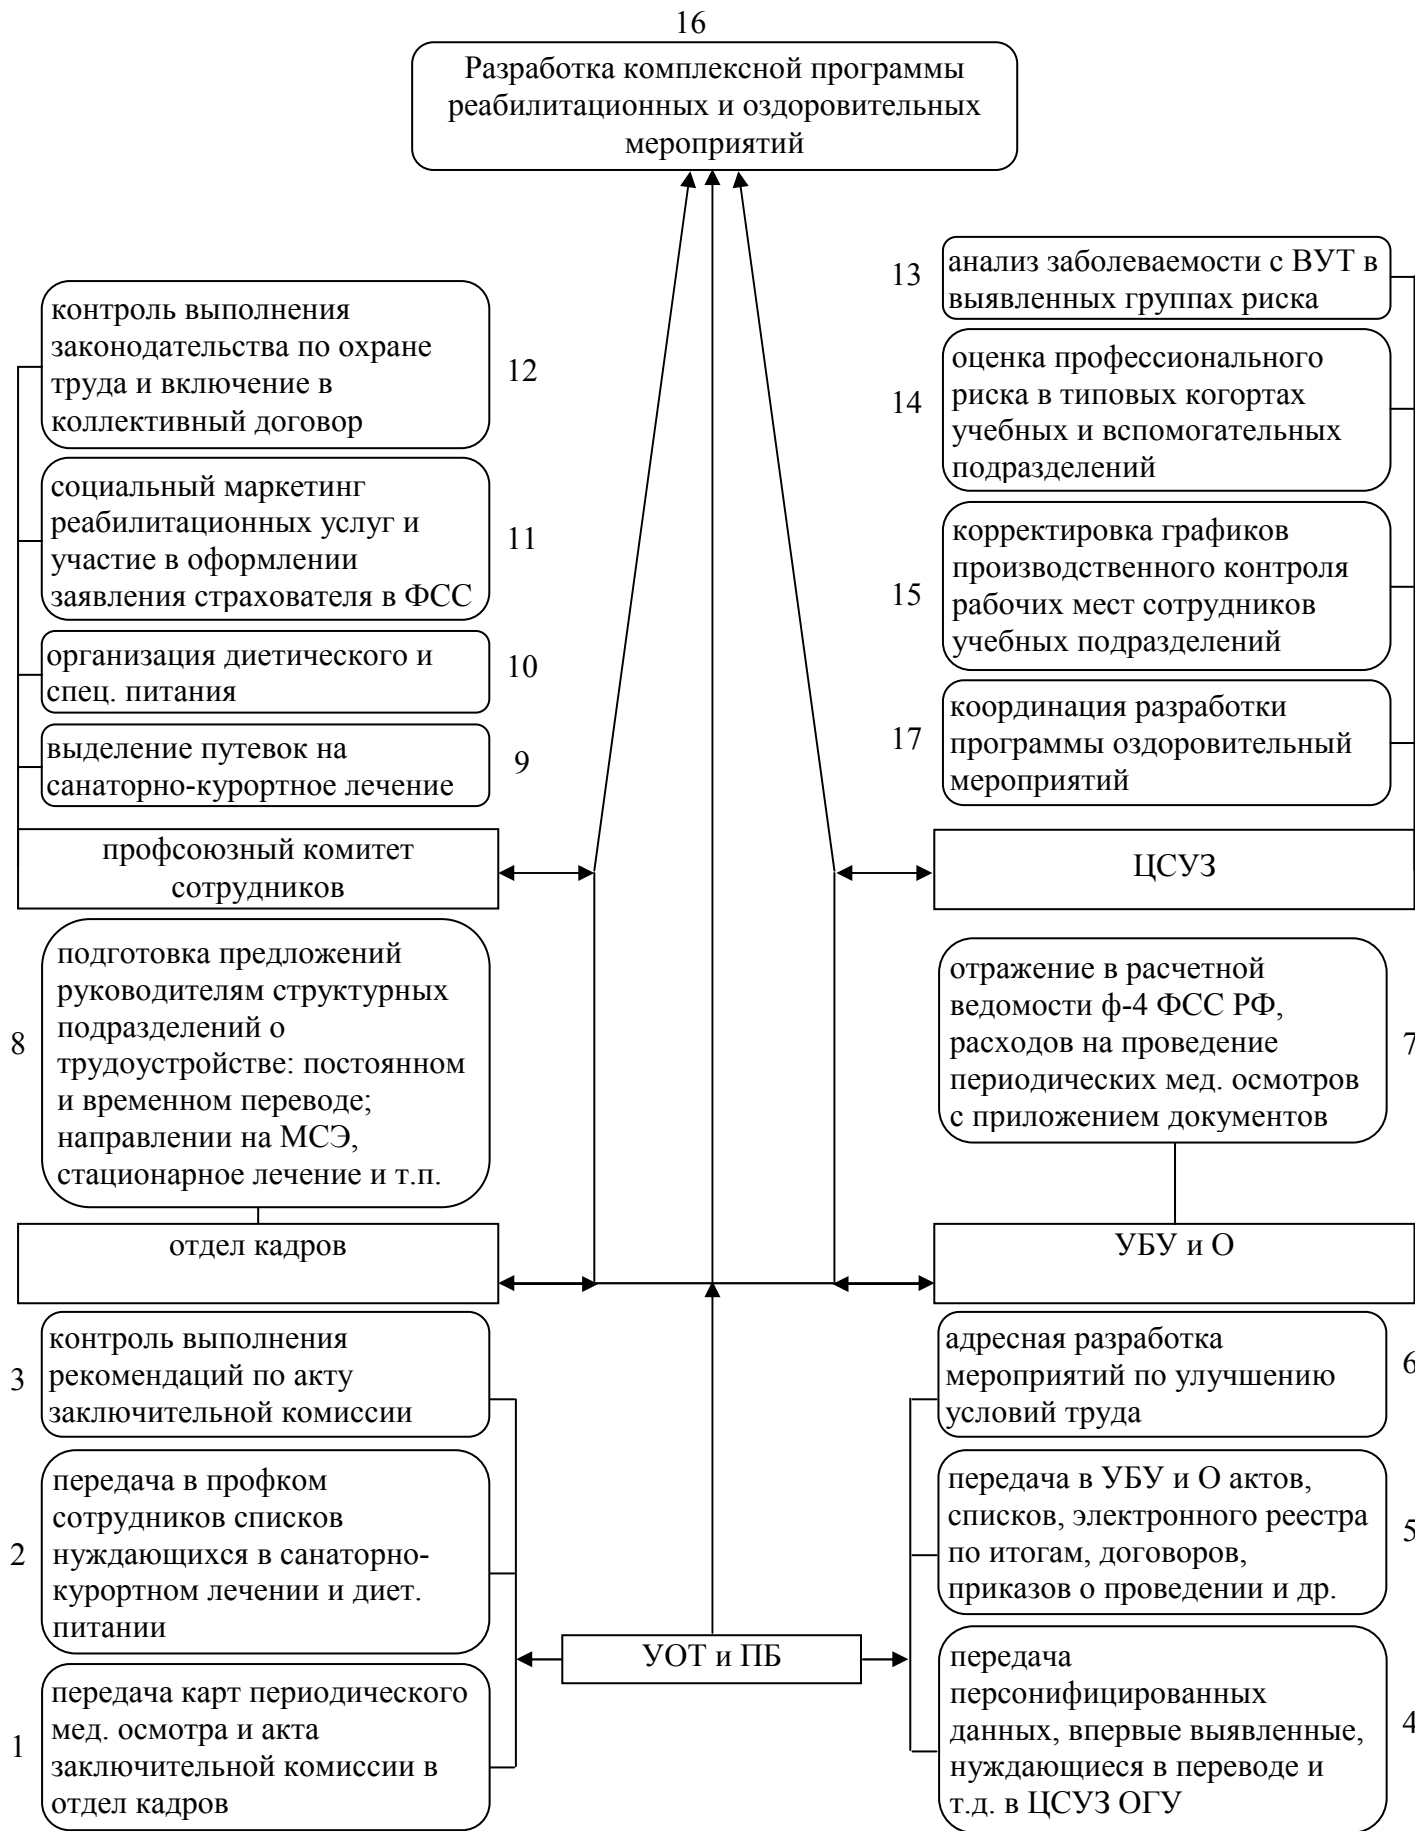 16
Разработка комплексной программы
реабилитационных и оздоровительных
мероприятий
контроль выполнения
законодательства по охране
труда и включение в
коллективный договор
12
социальный маркетинг
реабилитационных услуг и
участие в оформлении
заявления страхователя в ФСС
11
организация диетического и
спец. питания
10
выделение путевок на
санаторно-курортное лечение
9
профсоюзный комитет
сотрудников
13
анализ заболеваемости с ВУТ в
выявленных группах риска
14
оценка профессионального
риска в типовых когортах
учебных и вспомогательных
подразделений
15
корректировка графиков
производственного контроля
рабочих мест сотрудников
учебных подразделений
17
координация разработки
программы оздоровительный
мероприятий
ЦСУЗ
8
подготовка предложений
руководителям структурных
подразделений о
трудоустройстве: постоянном
и временном переводе;
направлении на МСЭ,
стационарное лечение и т.п.
отдел кадров
отражение в расчетной
ведомости ф-4 ФСС РФ,
расходов на проведение
периодических мед. осмотров
с приложением документов
7
УБУ и О
3
контроль выполнения
рекомендаций по акту
заключительной комиссии
2
передача в профком
сотрудников списков
нуждающихся в санаторно-
курортном лечении и диет.
питании
1
передача карт периодического
мед. осмотра и акта
заключительной комиссии в
отдел кадров
УОТ и ПБ
адресная разработка
мероприятий по улучшению
условий труда
6
передача в УБУ и О актов,
списков, электронного реестра
по итогам, договоров,
приказов о проведении и др.
5
передача
персонифицированных
данных, впервые выявленные,
нуждающиеся в переводе и
т.д. в ЦСУЗ ОГУ
4